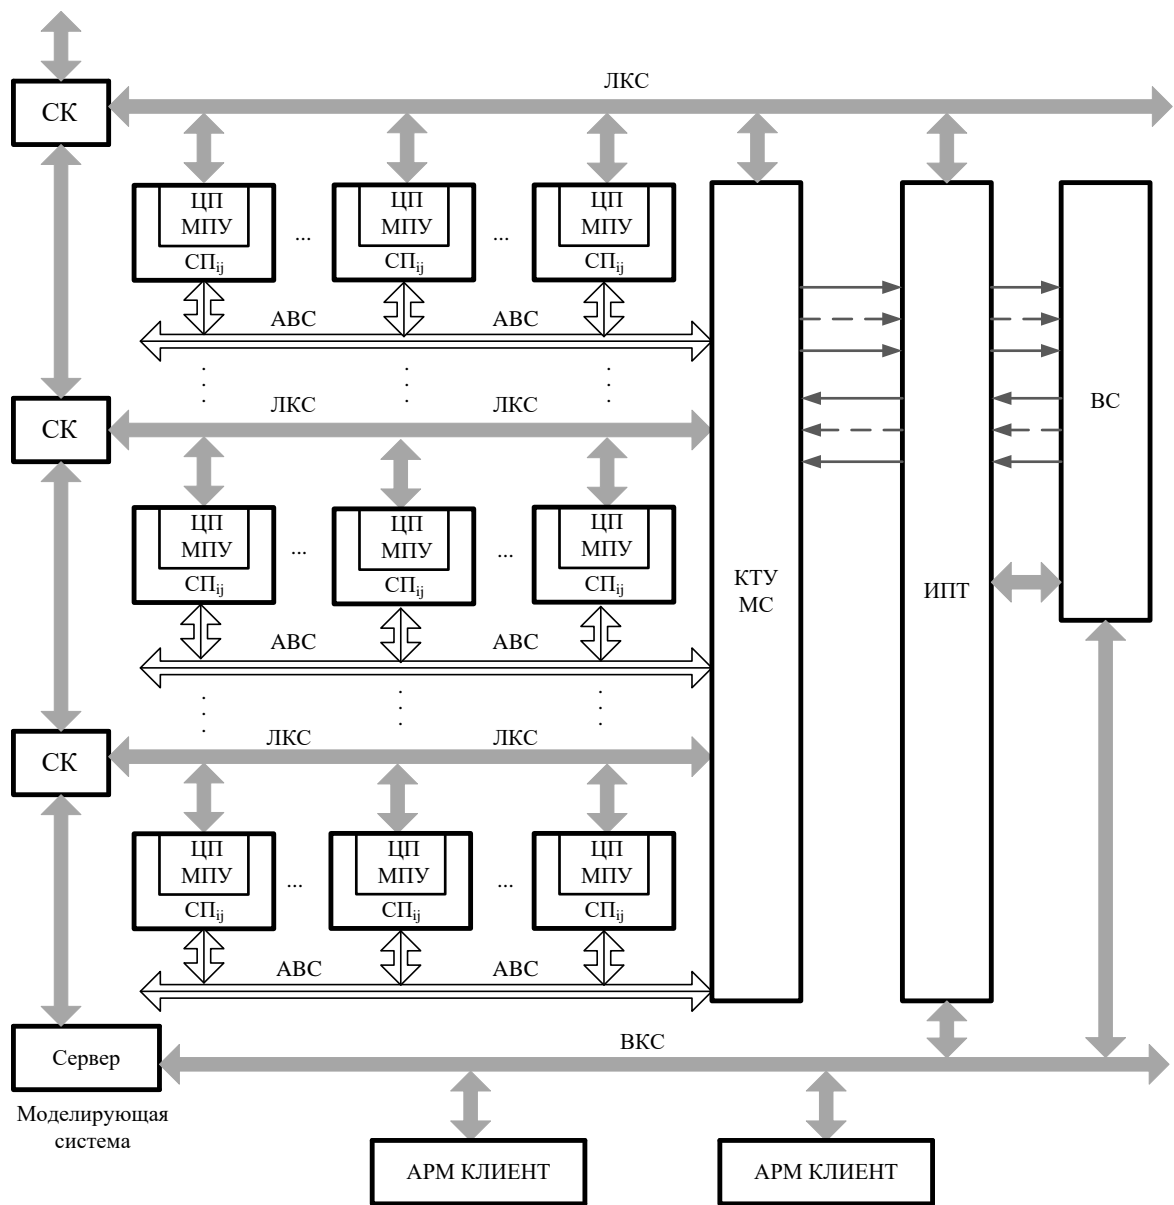 ЛКС
СК
ЦП
МПУ
СПij
...
ЦП
МПУ
СПij
...
ЦП
МПУ
СПij
АВС
АВС
ВС
ЛКС
ЛКС
СК
ЦП
МПУ
СПij
...
ЦП
МПУ
СПij
...
ЦП
МПУ
СПij
КТУ
МС
ИПТ
АВС
АВС
ЛКС
ЛКС
СК
ЦП
МПУ
СПij
...
ЦП
МПУ
СПij
...
ЦП
МПУ
СПij
АВС
АВС
ВКС
Сервер
Моделирующая
система
АРМ КЛИЕНТ
АРМ КЛИЕНТ